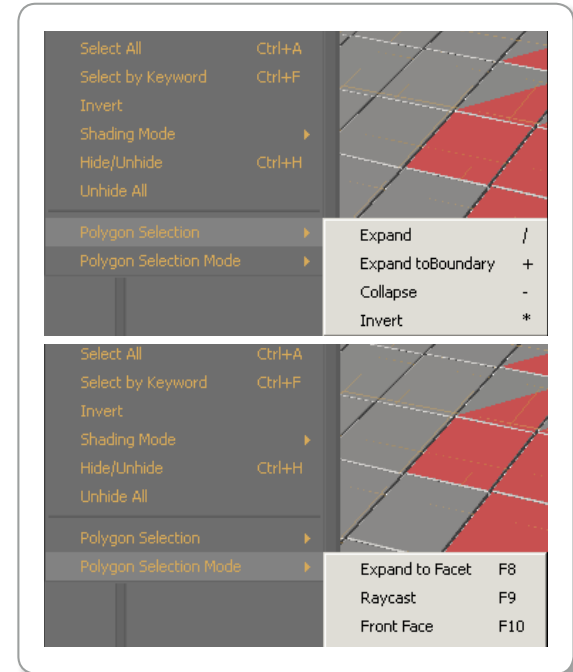 Select All Ctrl+A
Select by Keyword Ctrl+F
Invert
Shading Mode
Hide/Unhide Ctrl+H
Unhide All
Polygon Selection
Polygon Selection Mode
Expand /
Expand toBoundary +
Collapse -
Invert *
Select All Ctrl+A
Select by Keyword Ctrl+F
Invert
Shading Mode
Hide/Unhide Ctrl+H
Unhide All
Polygon Selection
Polygon Selection Mode
Expand to Facet F8
Raycast F9
Front Face F10